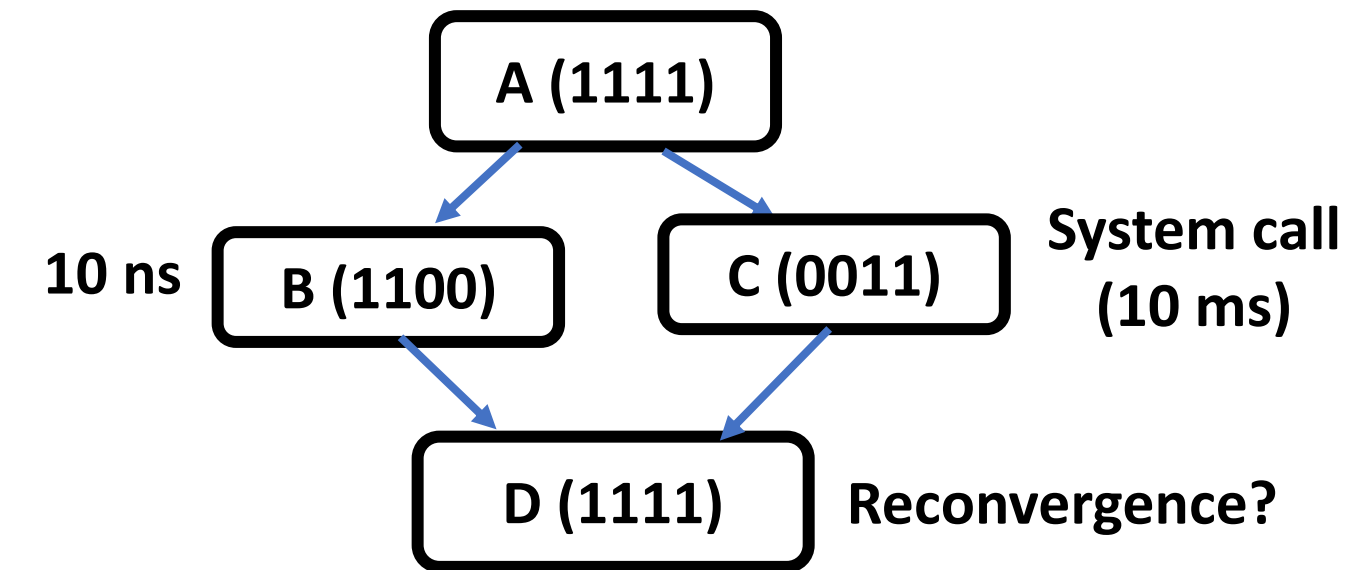 A (1111)
10 ns
B (1100)
C (0011)
System call
(10 ms)
D (1111)
Reconvergence?